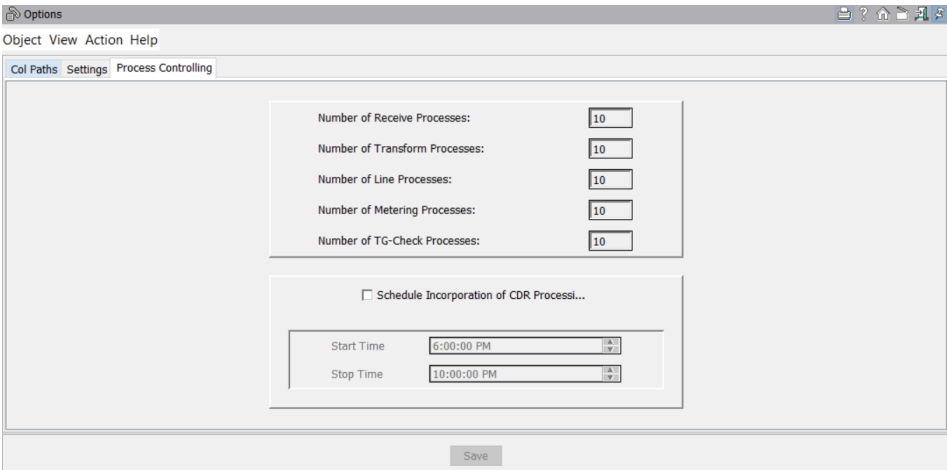 Options
Object View Action Help
Col Paths Settings Process Controlling
Number of Receive Processes: 10
Number of Transform Processes: 10
Number of Line Processes: 10
Number of Metering Processes: 10
Number of TG-Check Processes: 10
Schedule Incorporation of CDR Processi...
Start Time 6:00:00 PM
Stop Time 10:00:00 PM
Save